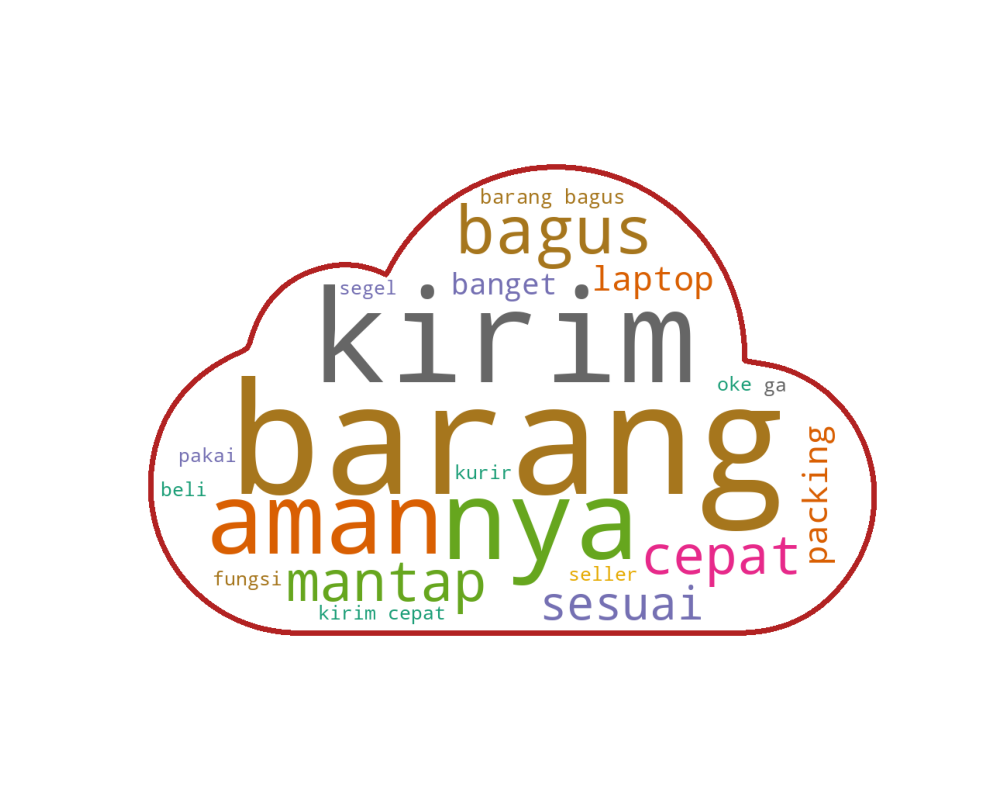 barang bagus
bagus
segel banget laptop
kirim
oke ga
barang
packing
pakai
kurir
beli
aman nya
cepat
fungsi mantap seller
sesuai
kirim cepat